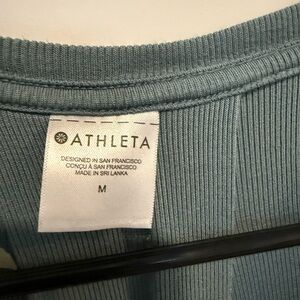 ATHLETA
DESIGNED IN SAN FRANCISCO
CONÇU À SAN FRANCISCO
MADE IN SRI LANKA
M